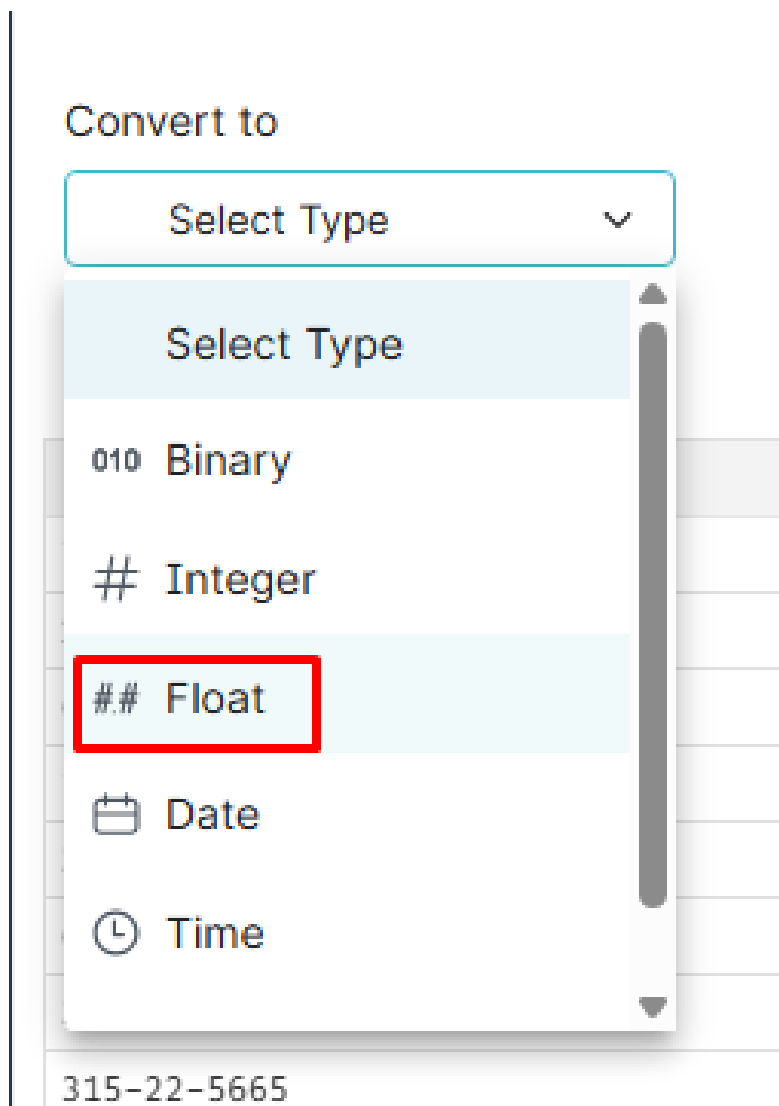 Convert to
Select Type
Select Type
010 Binary
# Integer
#.# Float
Date
Time
315-22-5665